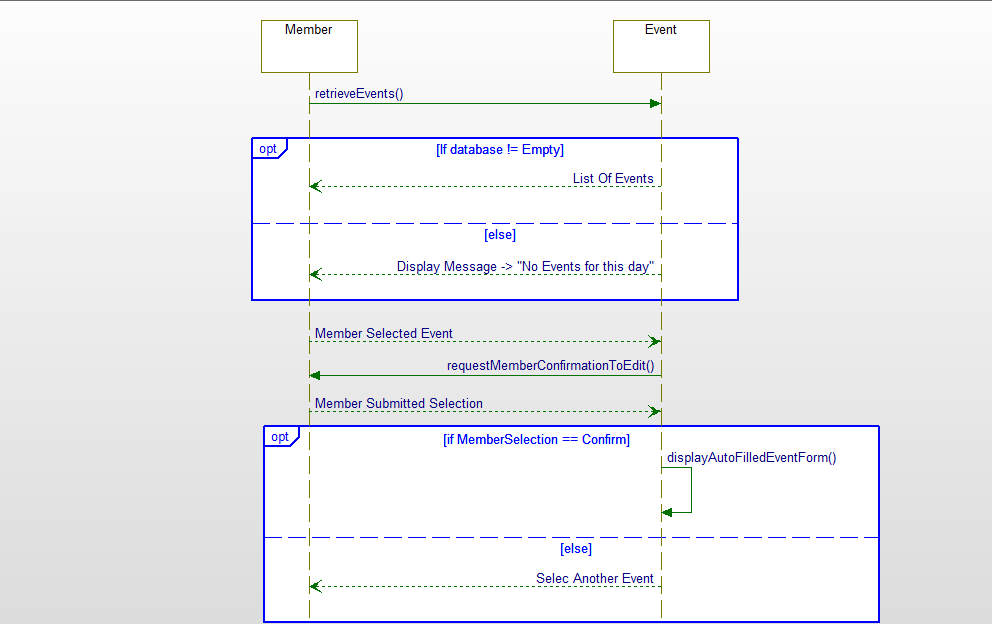 Member
Event
retrieveEvents()
opt
[If database != Empty]
List Of Events
[else]
Display Message -> "No Events for this day"
Member Selected Event
requestMemberConfirmationToEdit()
Member Submitted Selection
opt
[if MemberSelection == Confirm]
displayAutoFilledEventForm()
[else]
Selec Another Event